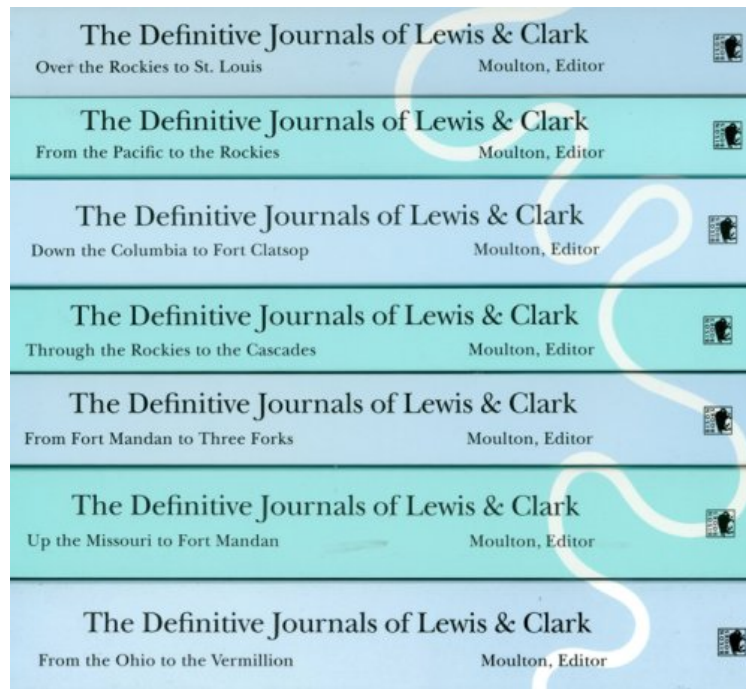 The Definitive Journals of Lewis & Clark
Over the Rockies to St. Louis Moulton, Editor
The Definitive Journals of Lewis & Clark
From the Pacific to the Rockies Moulton, Editor
The Definitive Journals of Lewis & Clark
Down the Columbia to Fort Clatsop Moulton, Editor
The Definitive Journals of Lewis & Clark
Through the Rockies to the Cascades Moulton, Editor
The Definitive Journals of Lewis & Clark
From Fort Mandan to Three Forks Moulton, Editor
The Definitive Journals of Lewis & Clark
Up the Missouri to Fort Mandan Moulton, Editor
The Definitive Journals of Lewis & Clark
From the Ohio to the Vermillion Moulton, Editor